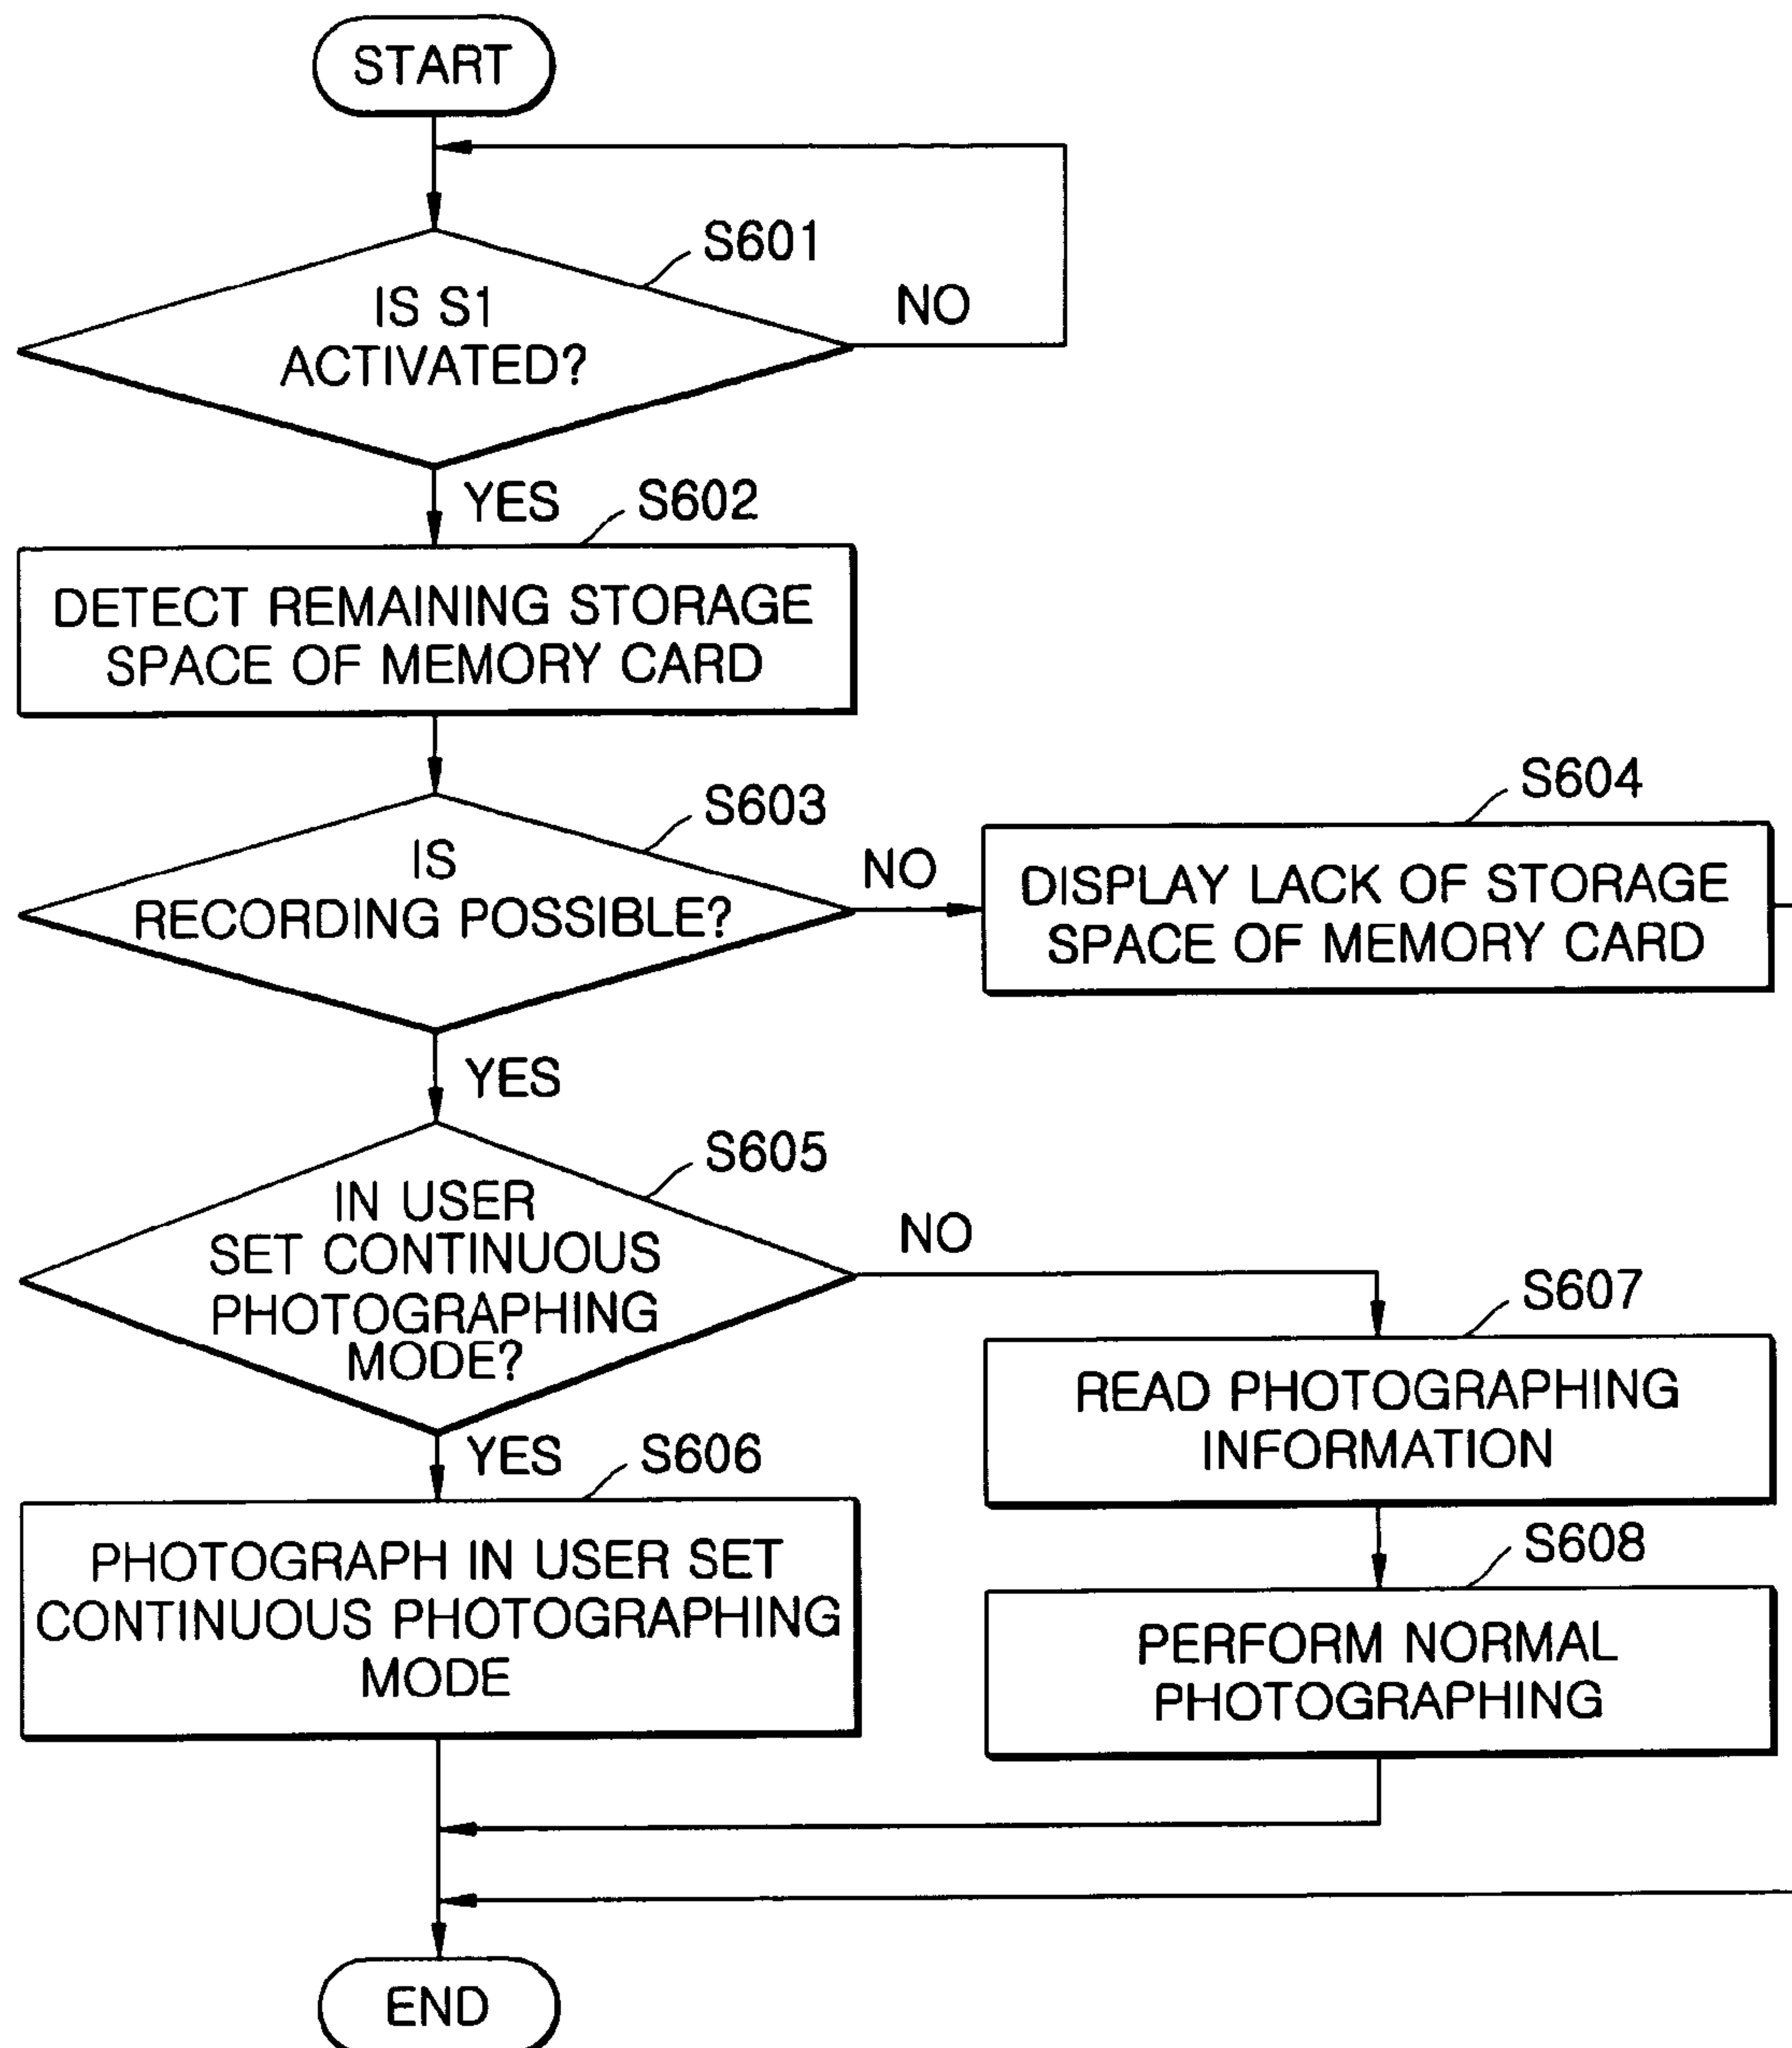 START
S601
IS S1
ACTIVATED?
NO
YES
S602
DETECT REMAINING STORAGE
SPACE OF MEMORY CARD
S603
IS
RECORDING POSSIBLE?
NO
S604
DISPLAY LACK OF STORAGE
SPACE OF MEMORY CARD
YES
S605
IN USER
SET CONTINUOUS
PHOTOGRAPHING
MODE?
NO
S607
READ PHOTOGRAPHING
INFORMATION
YES
S606
PHOTOGRAPH IN USER SET
CONTINUOUS PHOTOGRAPHING
MODE
S608
PERFORM NORMAL
PHOTOGRAPHING
END